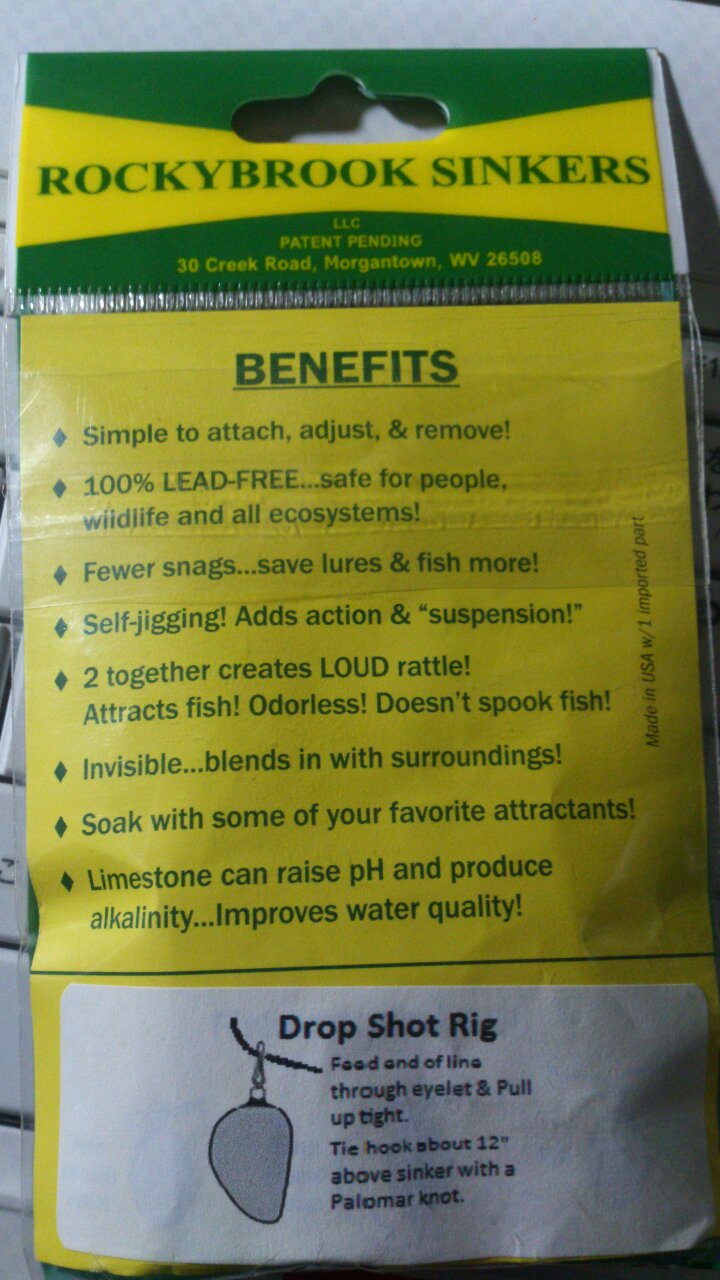 ROCKYBROOK SINKERS
LLC
PATENT PENDING
30 Creek Road, Morgantown, WV 26508
BENEFITS
♦ Simple to attach, adjust, & remove!
♦ 100% LEAD-FREE...safe for people,
wildlife and all ecosystems!
♦ Fewer snags...save lures & fish more!
♦ Self-jigging! Adds action & “suspension!”
♦ 2 together creates LOUD rattle!
Attracts fish! Odorless! Doesn’t spook fish!
♦ Invisible...blends in with surroundings!
♦ Soak with some of your favorite attractants!
♦ Limestone can raise pH and produce
alkalinity...Improves water quality!
Made in USA w/1 imported part
Drop Shot Rig
Feed end of line
through eyelet & Pull
up tight.
Tie hook about 12"
above sinker with a
Palomar knot.